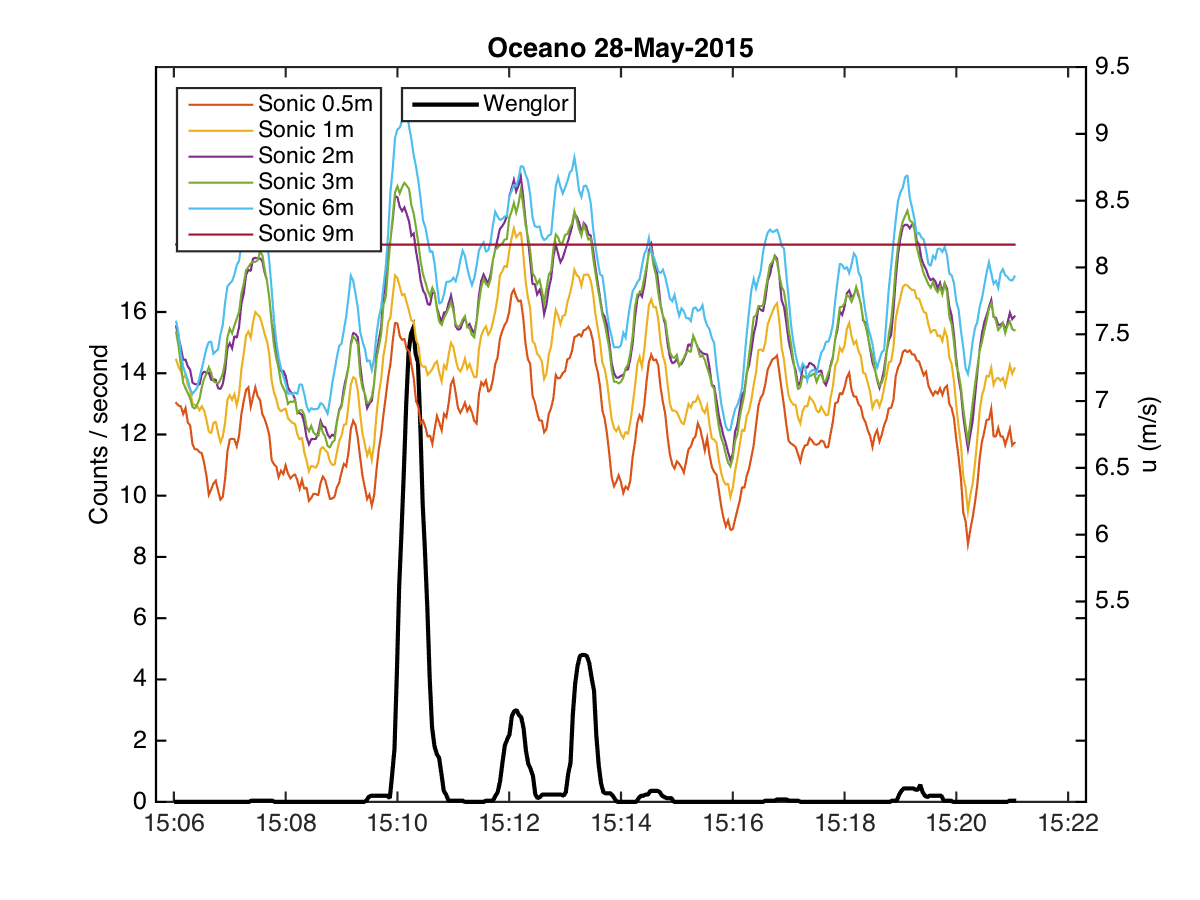 Oceano 28-May-2015
Sonic 0.5m
Sonic 1m
Sonic 2m
Sonic 3m
Sonic 6m
Sonic 9m
Wenglor
Counts / second
16
14
12
10
8
6
4
2
0
9.5
9
8.5
8
7.5
7
6.5
6
5.5
u (m/s)
15:06 15:08 15:10 15:12 15:14 15:16 15:18 15:20 15:22